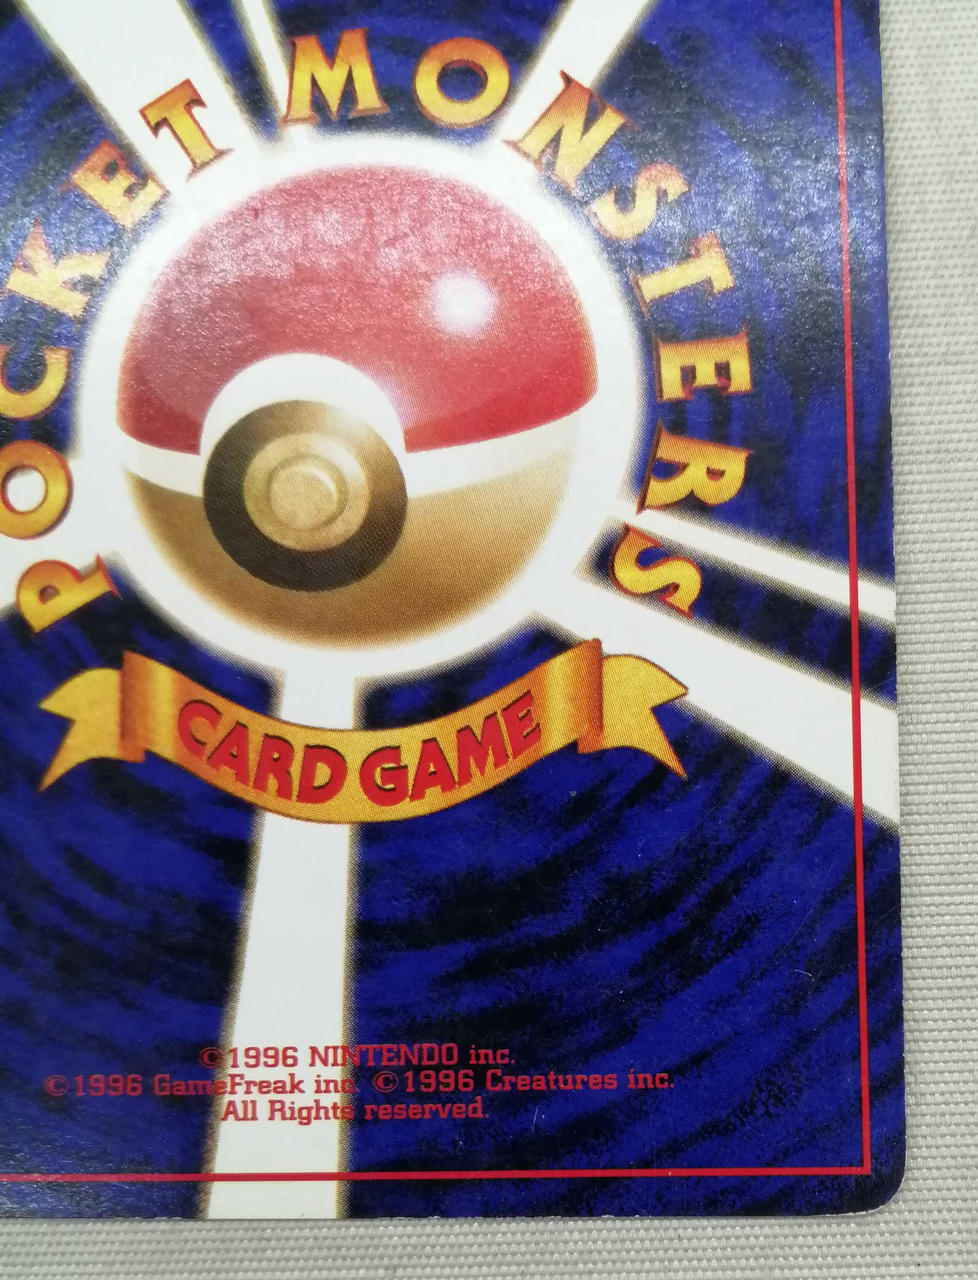 POCKET MONSTERS
CARD GAME
©1996 NINTENDO inc.
©1996 GameFreak inc. ©1996 Creatures inc.
All Rights reserved.